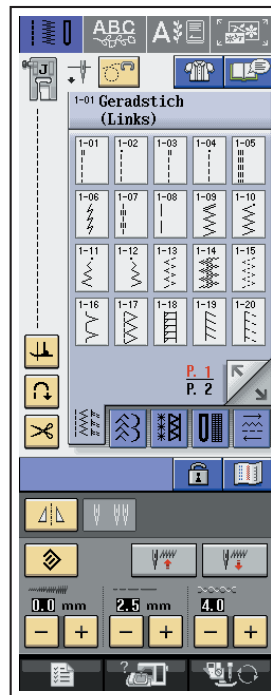 ABC
A
J
1-01 Geradstich
(Links)
1-01 1-02 1-03 1-04 1-05
1-06 1-07 1-08 1-09 1-10
1-11 1-12 1-13 1-14 1-15
1-16 1-17 1-18 1-19 1-20
P. 1
P. 2
0.0 mm 2.5 mm 4.0
− + − + − +
?